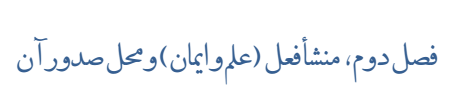 فصل دوم، منشأ فعل (علم و ایمان) و محل صدور آن